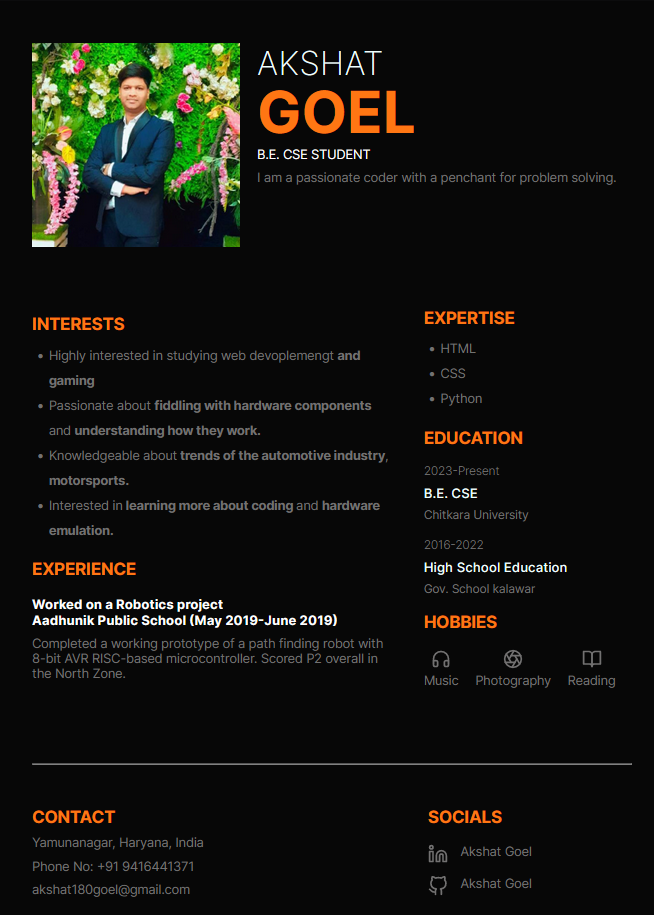 AKSHAT
GOEL
B.E. CSE STUDENT
I am a passionate coder with a penchant for problem solving.
INTERESTS
• Highly interested in studying web devoplemengt and
gaming
• Passionate about fiddling with hardware components
and understanding how they work.
• Knowledgeable about trends of the automotive industry,
motorsports.
• Interested in learning more about coding and hardware
emulation.
EXPERIENCE
Worked on a Robotics project
Aadhunik Public School (May 2019-June 2019)
Completed a working prototype of a path finding robot with
8-bit AVR RISC-based microcontroller. Scored P2 overall in
the North Zone.
EXPERTISE
• HTML
• CSS
• Python
EDUCATION
2023-Present
B.E. CSE
Chitkara University
2016-2022
High School Education
Gov. School kalawar
HOBBIES
Music Photography Reading
CONTACT
Yamunanagar, Haryana, India
Phone No: +91 9416441371
akshat180goel@gmail.com
SOCIALS
Akshat Goel
Akshat Goel